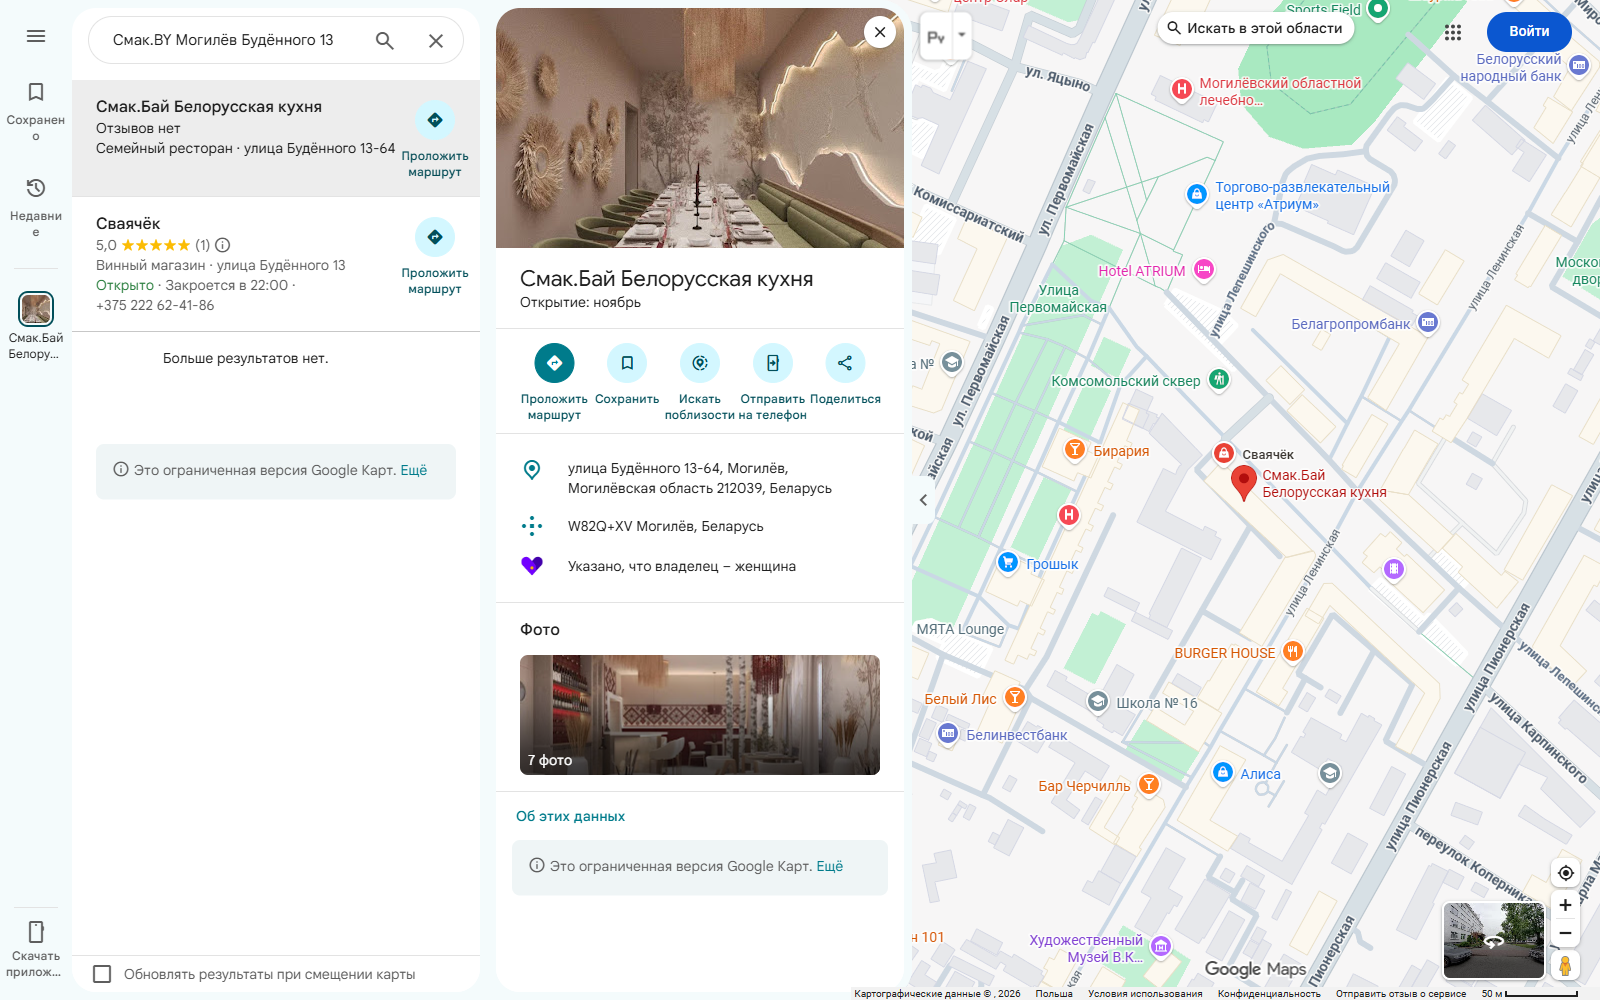 Сохранен
о
Недавни
е
Смак.Бай
Белору...
Скачать
прилож...
Смак.BY Могилёв Будённого 13
Смак.Бай Белорусская кухня
Отзывов нет
Семейный ресторан · улица Будённого 13-64
Проложить
маршрут
Сваячёк
5,0 (1)
Винный магазин · улица Будённого 13
Открыто · Закроется в 22:00 ·
+375 222 62-41-86
Проложить
маршрут
Больше результатов нет.
Это ограниченная версия Google Карт. Ещё
Обновлять результаты при смещении карты
Смак.Бай Белорусская кухня
Открытие: ноябрь
Проложить
маршрут
Сохранить
Искать
поблизости
Отправить
на телефон
Поделиться
улица Будённого 13-64, Могилёв,
Могилёвская область 212039, Беларусь
W82Q+XV Могилёв, Беларусь
Указано, что владелец – женщина
Фото
7 фото
Об этих данных
Это ограниченная версия Google Карт. Ещё
Искать в этой области
Войти
Sports Field
Белорусский
народный банк
ул. Яцыно
Могилёвский областной
лечебно...
ул. Первомайская
Торгово-развлекательный
центр «Атриум»
Комиссариатский
Hotel ATRIUM
улица Лепешинского
улица Ленинская
Улица
Первомайская
Белагропромбанк
а №
ул. Первомайская
Комсомольский сквер
Бирария
Сваячёк
Смак.Бай
Белорусская кухня
Грошык
улица Ленинская
МЯТА Lounge
BURGER HOUSE
Белый Лис
Школа № 16
Белинвестбанк
улица Пионерская
улица Лепешинского
улица Карпинского
Бар Черчилль
Алиса
улица Пионерская
переулок Коперника
н 101
Художественный
Музей В.К...
Google Maps
Картографические данные © , 2026
Польша
Условия использования
Конфиденциальность
Отправить отзыв о сервисе
50 м